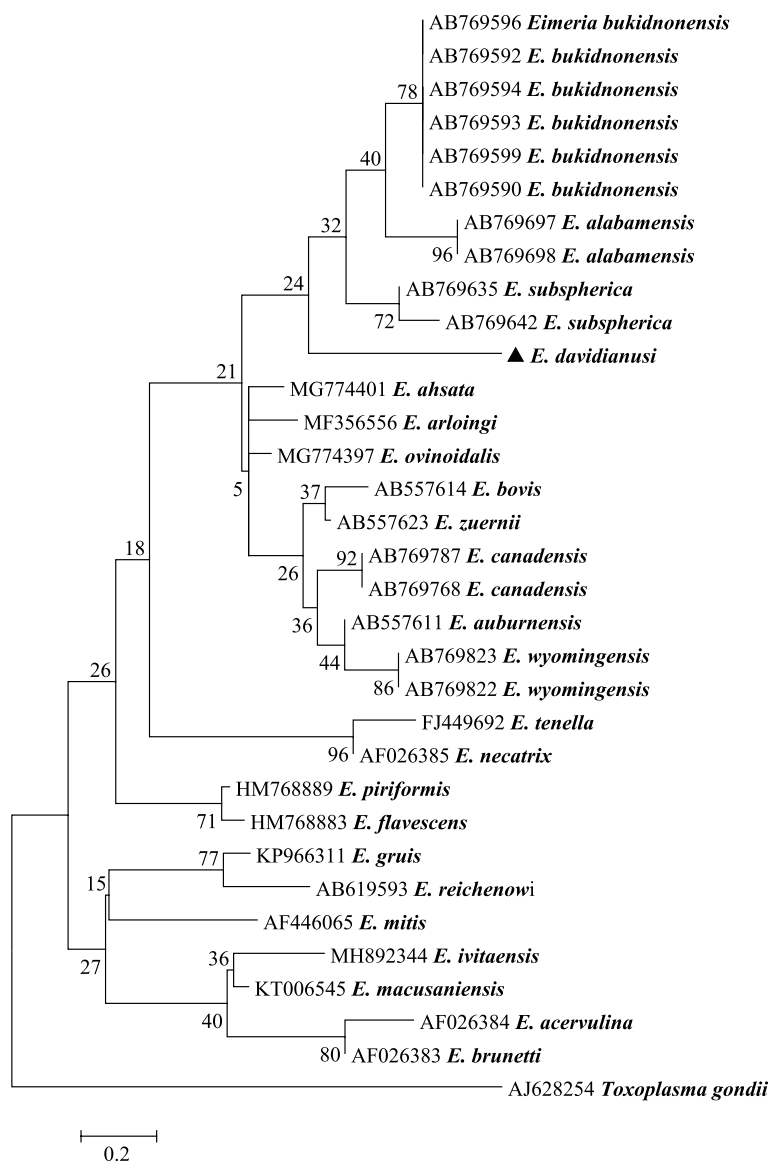 AB769596 Eimeria bukidnonensis
AB769592 E. bukidnonensis
78
AB769594 E. bukidnonensis
AB769593 E. bukidnonensis
40
AB769599 E. bukidnonensis
AB769590 E. bukidnonensis
32
AB769697 E. alabamensis
96
AB769698 E. alabamensis
24
AB769635 E. subspherica
72
AB769642 E. subspherica
▲ E. davidianusi
21
MG774401 E. ahsata
MF356556 E. arloingi
MG774397 E. ovinoidalis
5
37
AB557614 E. bovis
AB557623 E. zuernii
18
92
AB769787 E. canadensis
26
AB769768 E. canadensis
36
AB557611 E. auburnensis
44
AB769823 E. wyomingensis
26
86
AB769822 E. wyomingensis
FJ449692 E. tenella
96
AF026385 E. necatrix
HM768889 E. piriformis
71
HM768883 E. flavescens
77
KP966311 E. gruis
15
AB619593 E. reichenowi
AF446065 E. mitis
27
36
MH892344 E. ivitaensis
KT006545 E. macusaniensis
40
AF026384 E. acervulina
80
AF026383 E. brunetti
AJ628254 Toxoplasma gondii
0.2